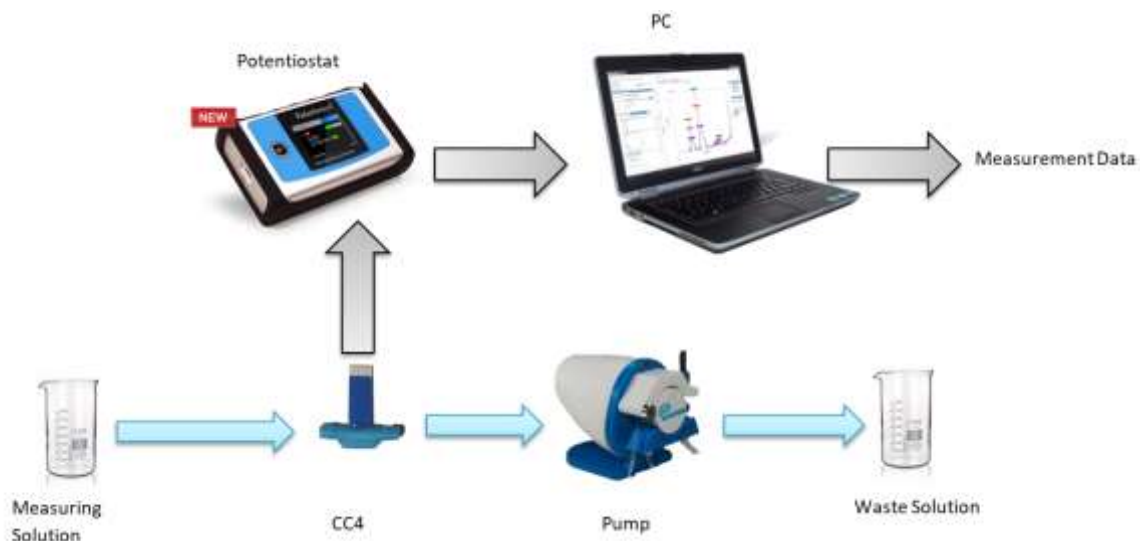 PC
Potentiostat
NEW
Measurement Data
Measuring
Solution
CC4
Pump
Waste Solution